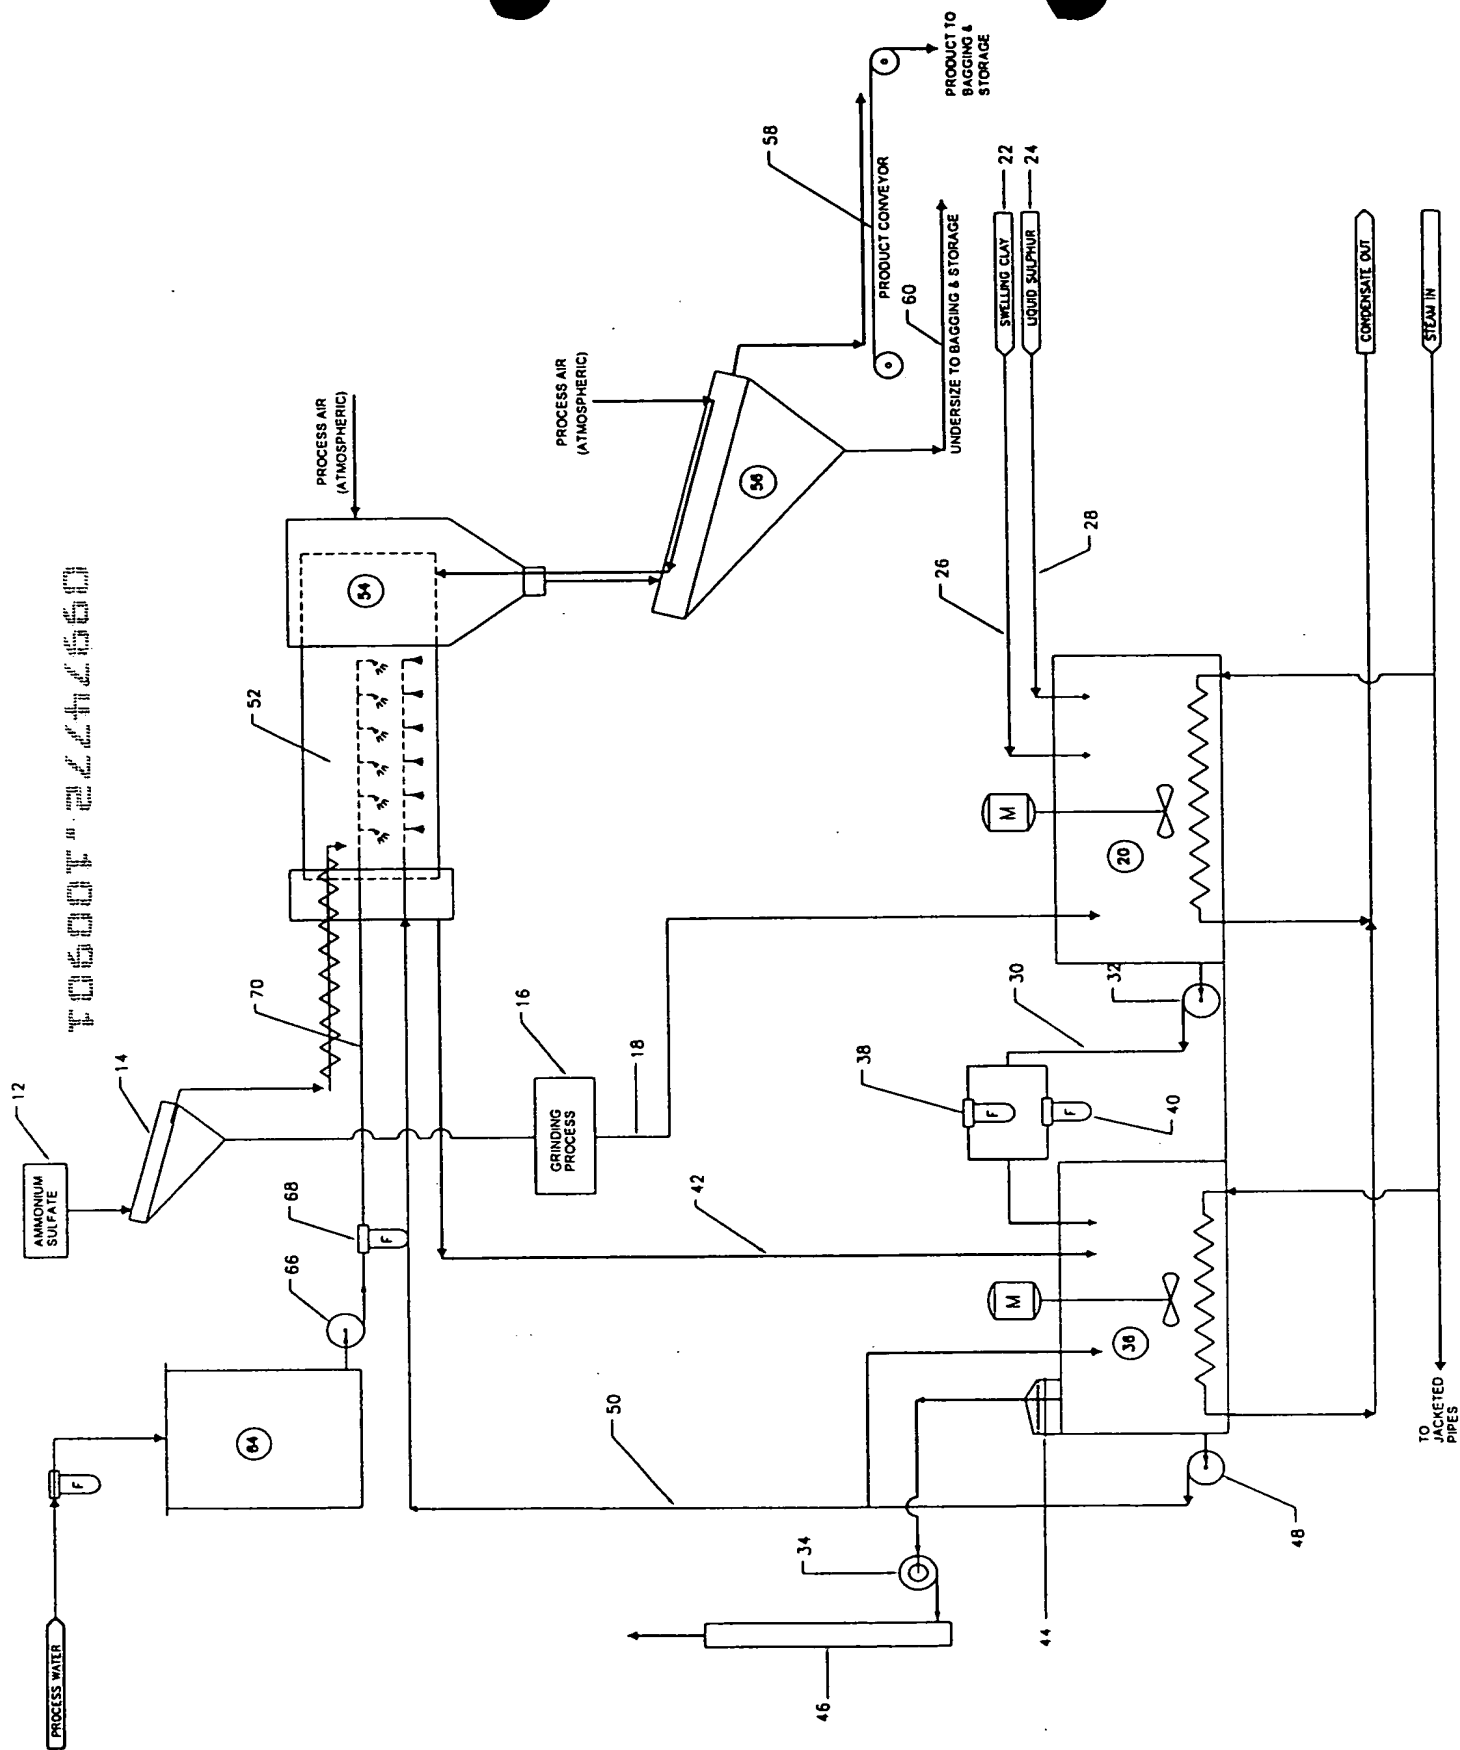 09974772.100901
PROCESS WATER
F
64
66
68
F
AMMONIUM
SULFATE
12
14
70
52
54
PROCESS AIR
(ATMOSPHERIC)
PROCESS AIR
(ATMOSPHERIC)
56
58
PRODUCT CONVEYOR
PRODUCT TO
BAGGING &
STORAGE
60
UNDERSIZE TO BAGGING & STORAGE
16
GRINDING
PROCESS
18
42
50
34
46
44
48
36
M
38
F
F
40
30
32
20
M
26
28
SWELLING CLAY
22
LIQUID SULPHUR
24
CONDENSATE OUT
STEAM IN
TO
JACKETED
PIPES